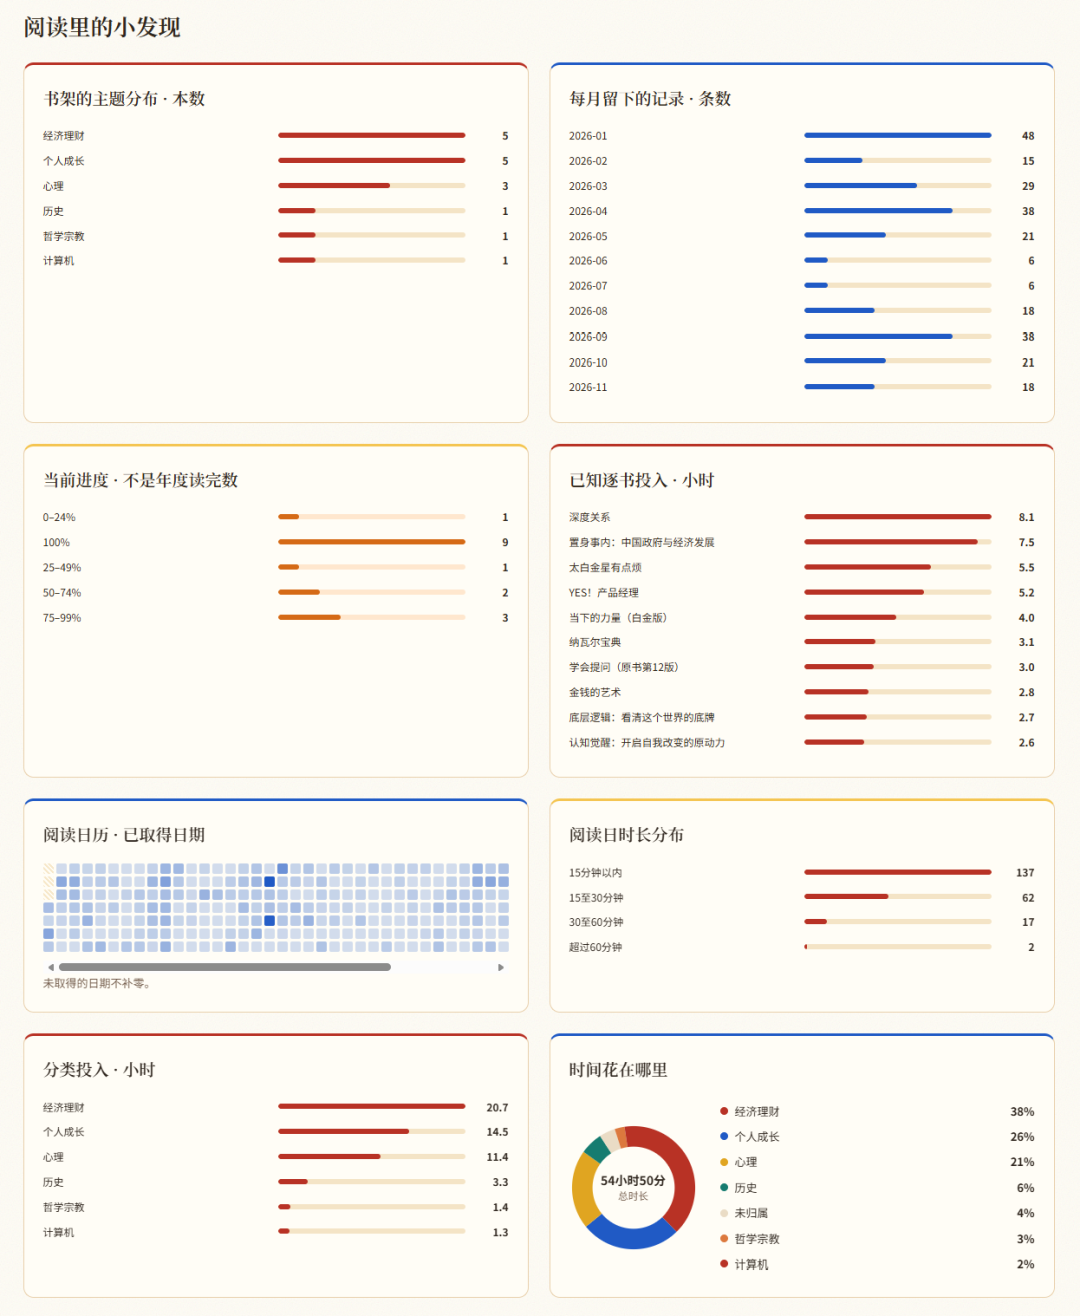 阅读里的小发现
书架的主题分布 · 本数
经济理财 5
个人成长 5
心理 3
历史 1
哲学宗教 1
计算机 1
每月留下的记录 · 条数
2026-01 48
2026-02 15
2026-03 29
2026-04 38
2026-05 21
2026-06 6
2026-07 6
2026-08 18
2026-09 38
2026-10 21
2026-11 18
当前进度 · 不是年度读完数
0–24% 1
100% 9
25–49% 1
50–74% 2
75–99% 3
已知逐书投入 · 小时
深度关系 8.1
置身事内：中国政府与经济发展 7.5
太白金星有点烦 5.5
YES！产品经理 5.2
当下的力量（白金版） 4.0
纳瓦尔宝典 3.1
学会提问（原书第12版） 3.0
金钱的艺术 2.8
底层逻辑：看清这个世界的底牌 2.7
认知觉醒：开启自我改变的原动力 2.6
阅读日历 · 已取得日期
未取得的日期不补零。
阅读日时长分布
15分钟以内 137
15至30分钟 62
30至60分钟 17
超过60分钟 2
分类投入 · 小时
经济理财 20.7
个人成长 14.5
心理 11.4
历史 3.3
哲学宗教 1.4
计算机 1.3
时间花在哪里
54小时50分
总时长
经济理财 38%
个人成长 26%
心理 21%
历史 6%
未归属 4%
哲学宗教 3%
计算机 2%